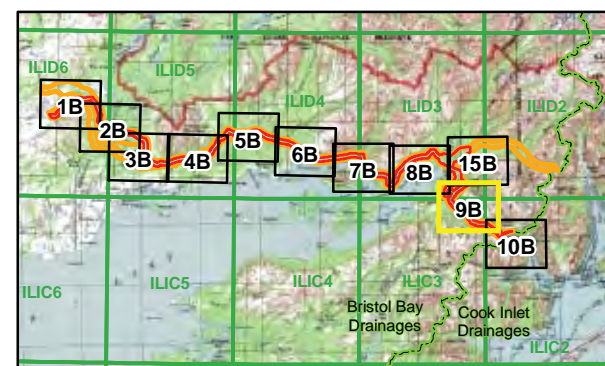 ILID6
ILID5
ILID4
ILID3
ILID2
1B
2B
3B
4B
5B
6B
7B
8B
15B
9B
10B
ILIC6
ILIC5
ILIC4
ILIC3
ILIC2
Bristol Bay
Drainages
Cook Inlet
Drainages